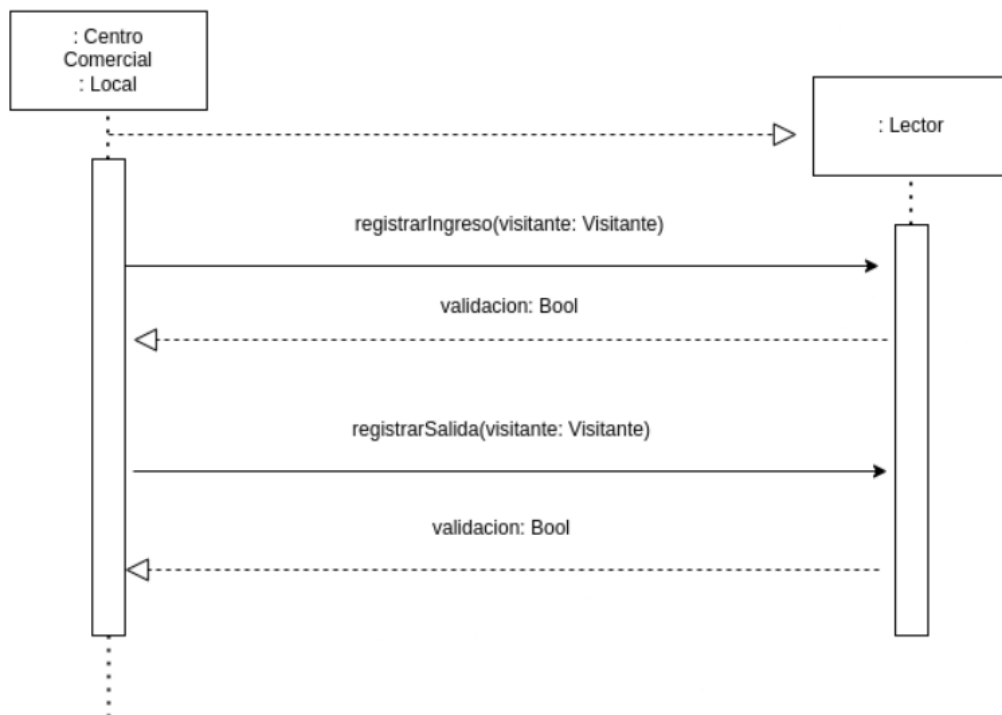 : Centro
Comercial
: Local
: Lector
registrarIngreso(visitante: Visitante)
validacion: Bool
registrarSalida(visitante: Visitante)
validacion: Bool